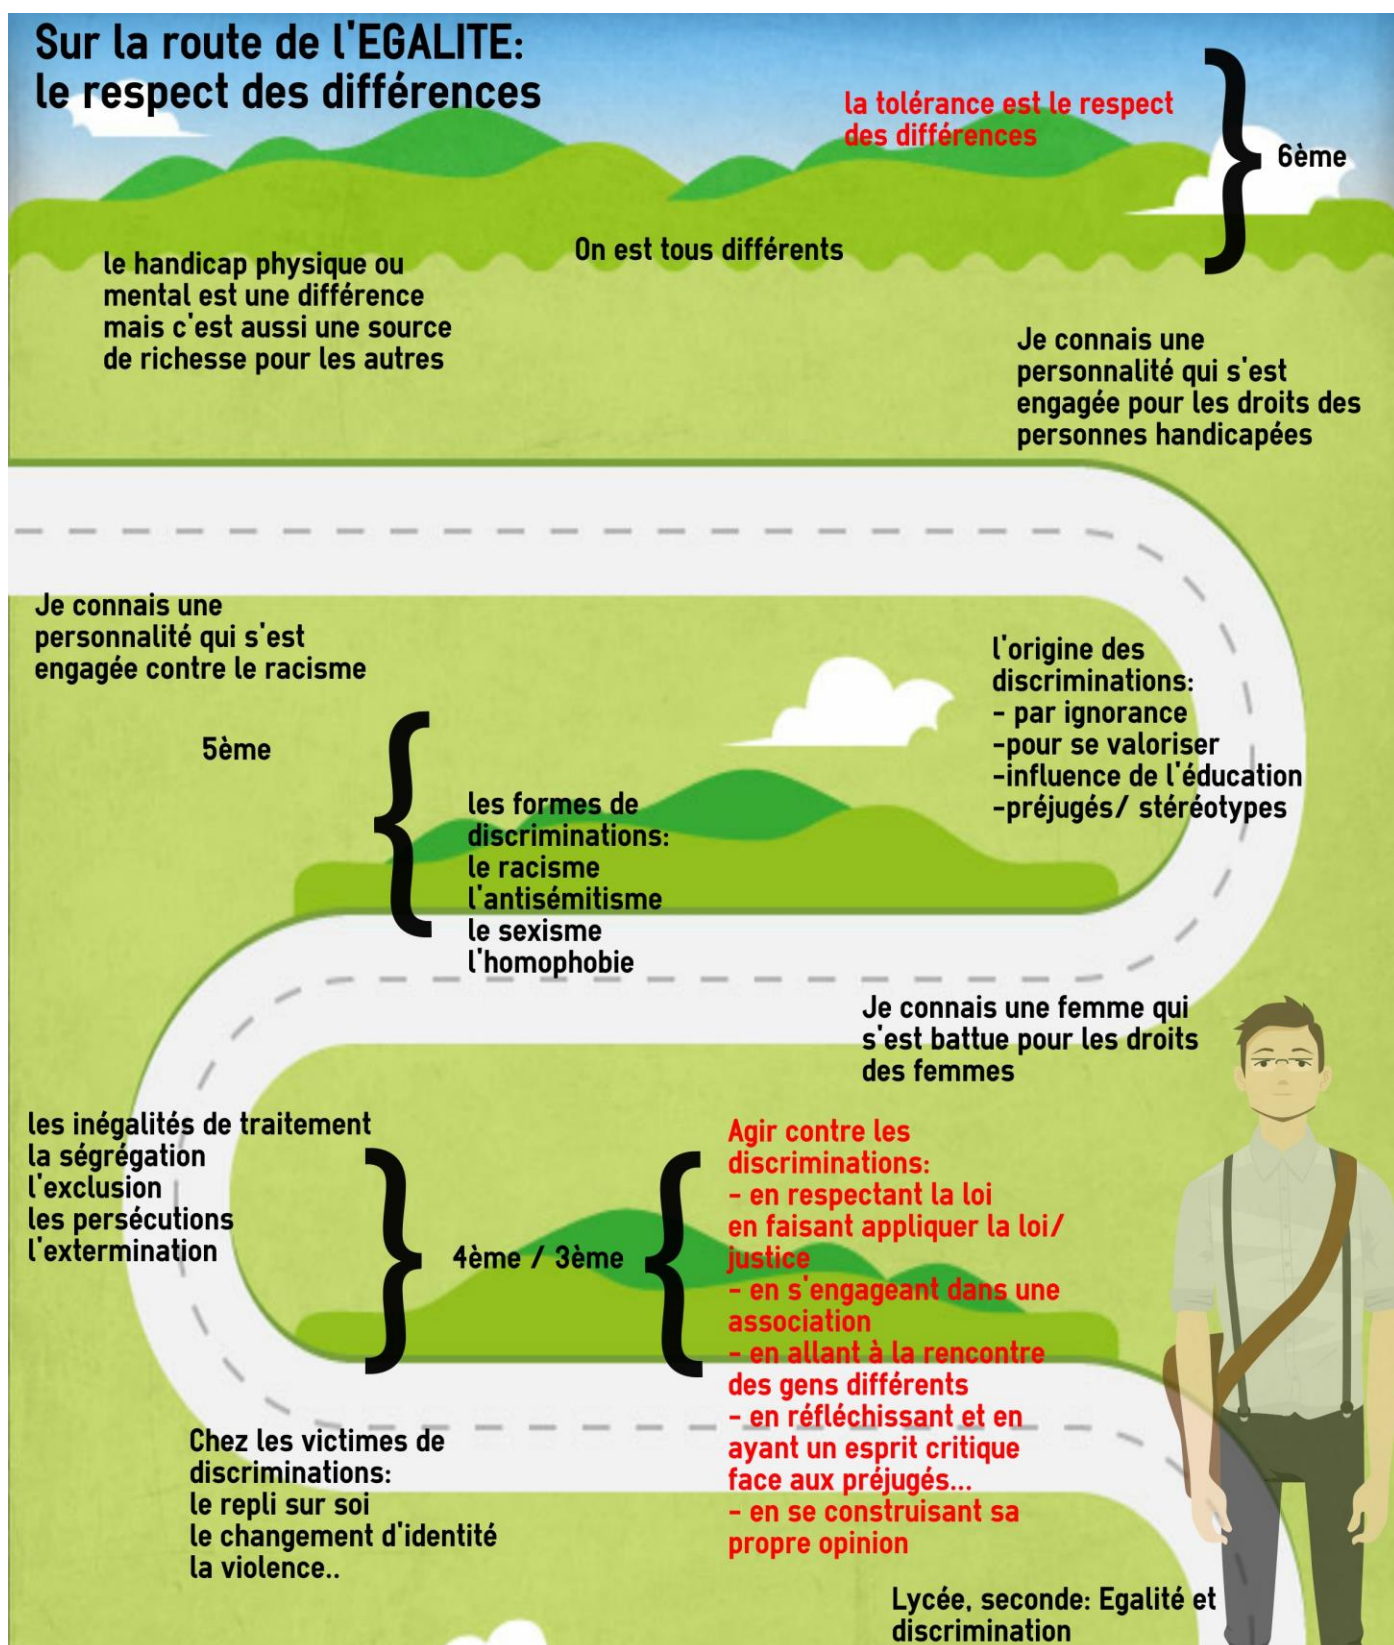 Sur la route de l'EGALITE:
le respect des différences
la tolérance est le respect
des différences
6ème
On est tous différents
le handicap physique ou
mental est une différence
mais c'est aussi une source
de richesse pour les autres
Je connais une
personnalité qui s'est
engagée pour les droits des
personnes handicapées
Je connais une
personnalité qui s'est
engagée contre le racisme
l'origine des
discriminations:
- par ignorance
-pour se valoriser
-influence de l'éducation
-préjugés/ stéréotypes
5ème
les formes de
discriminations:
le racisme
l'antisémitisme
le sexisme
l'homophobie
Je connais une femme qui
s'est battue pour les droits
des femmes
les inégalités de traitement
la ségrégation
l'exclusion
les persécutions
l'extermination
4ème / 3ème
Agir contre les
discriminations:
- en respectant la loi
en faisant appliquer la loi/
justice
- en s'engageant dans une
association
- en allant à la rencontre
des gens différents
- en réfléchissant et en
ayant un esprit critique
face aux préjugés...
- en se construisant sa
propre opinion
Chez les victimes de
discriminations:
le repli sur soi
le changement d'identité
la violence..
Lycée, seconde: Egalité et
discrimination